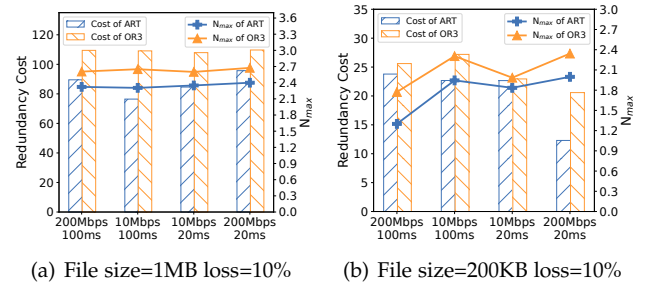 Cost of ART
Cost of OR3
Nmax of ART
Nmax of OR3
Redundancy Cost
120
100
80
60
40
20
0
Nmax
3.6
3.3
3.0
2.7
2.4
2.1
1.8
1.5
1.2
0.9
0.6
0.3
0.0
200Mbps 10Mbps 10Mbps 200Mbps
100ms 100ms 20ms 20ms
(a) File size=1MB loss=10%
Cost of ART
Cost of OR3
Nmax of ART
Nmax of OR3
Redundancy Cost
35
30
25
20
15
10
5
0
Nmax
3.0
2.7
2.4
2.1
1.8
1.5
1.2
0.9
0.6
0.3
0.0
200Mbps 10Mbps 10Mbps 200Mbps
100ms 100ms 20ms 20ms
(b) File size=200KB loss=10%